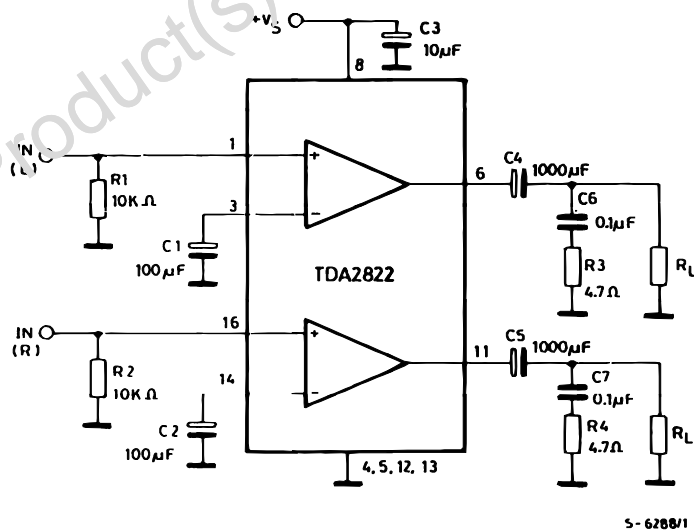 roduct(s)
+Vs
C3
10µF
8
IN
(L)
1
R1
10KΩ
3
C1
100µF
TDA2822
6
C4
1000µF
C6
0.1µF
R3
4.7Ω
RL
IN
(R)
16
R2
10KΩ
14
C2
100µF
11
C5
1000µF
C7
0.1µF
R4
4.7Ω
RL
4, 5, 12, 13
S-6288/1